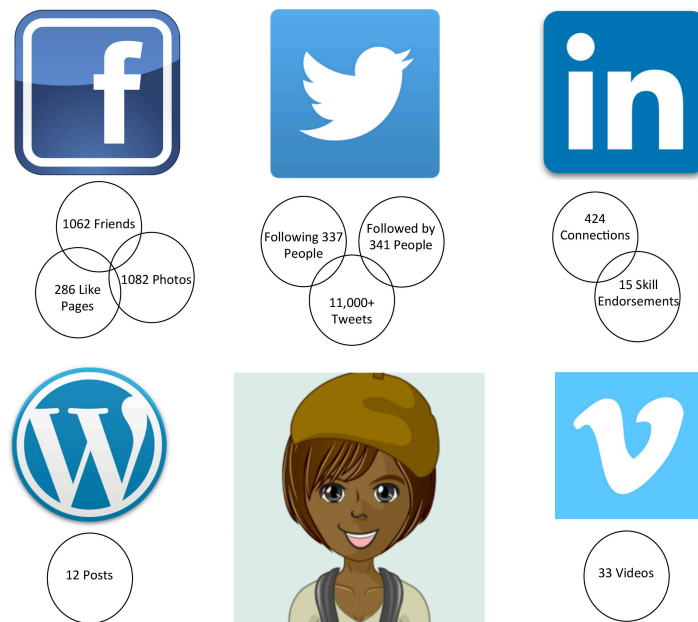 f
in
1062 Friends
286 Like
Pages
1082 Photos
Following 337
People
Followed by
341 People
11,000+
Tweets
424
Connections
15 Skill
Endorsements
W
v
12 Posts
33 Videos